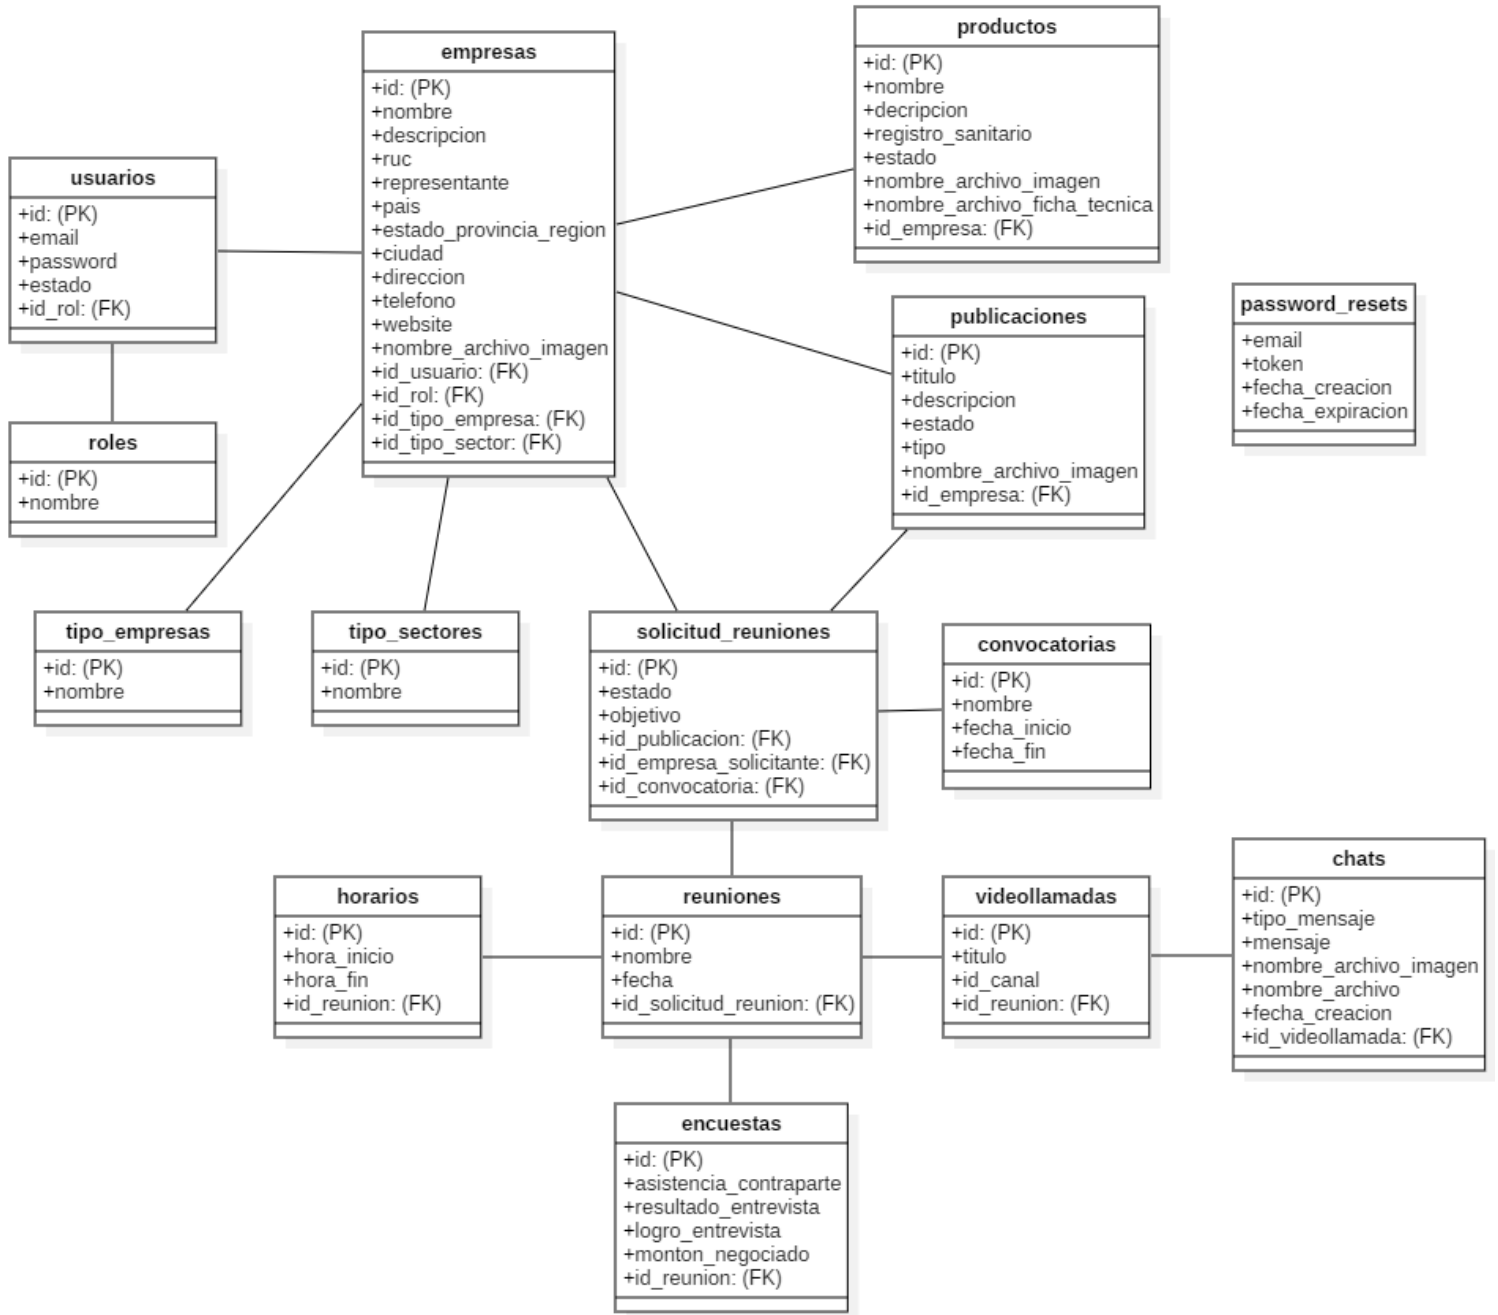 empresas
+id: (PK)
+nombre
+descripcion
+ruc
+representante
+pais
+estado_provincia_region
+ciudad
+direccion
+telefono
+website
+nombre_archivo_imagen
+id_usuario: (FK)
+id_rol: (FK)
+id_tipo_empresa: (FK)
+id_tipo_sector: (FK)
productos
+id: (PK)
+nombre
+decripcion
+registro_sanitario
+estado
+nombre_archivo_imagen
+nombre_archivo_ficha_tecnica
+id_empresa: (FK)
usuarios
+id: (PK)
+email
+password
+estado
+id_rol: (FK)
publicaciones
+id: (PK)
+titulo
+descripcion
+estado
+tipo
+nombre_archivo_imagen
+id_empresa: (FK)
password_resets
+email
+token
+fecha_creacion
+fecha_expiracion
roles
+id: (PK)
+nombre
tipo_empresas
+id: (PK)
+nombre
tipo_sectores
+id: (PK)
+nombre
solicitud_reuniones
+id: (PK)
+estado
+objetivo
+id_publicacion: (FK)
+id_empresa_solicitante: (FK)
+id_convocatoria: (FK)
convocatorias
+id: (PK)
+nombre
+fecha_inicio
+fecha_fin
horarios
+id: (PK)
+hora_inicio
+hora_fin
+id_reunion: (FK)
reuniones
+id: (PK)
+nombre
+fecha
+id_solicitud_reunion: (FK)
videollamadas
+id: (PK)
+titulo
+id_canal
+id_reunion: (FK)
chats
+id: (PK)
+tipo_mensaje
+mensaje
+nombre_archivo_imagen
+nombre_archivo
+fecha_creacion
+id_videollamada: (FK)
encuestas
+id: (PK)
+asistencia_contraparte
+resultado_entrevista
+logro_entrevista
+monton_negociado
+id_reunion: (FK)